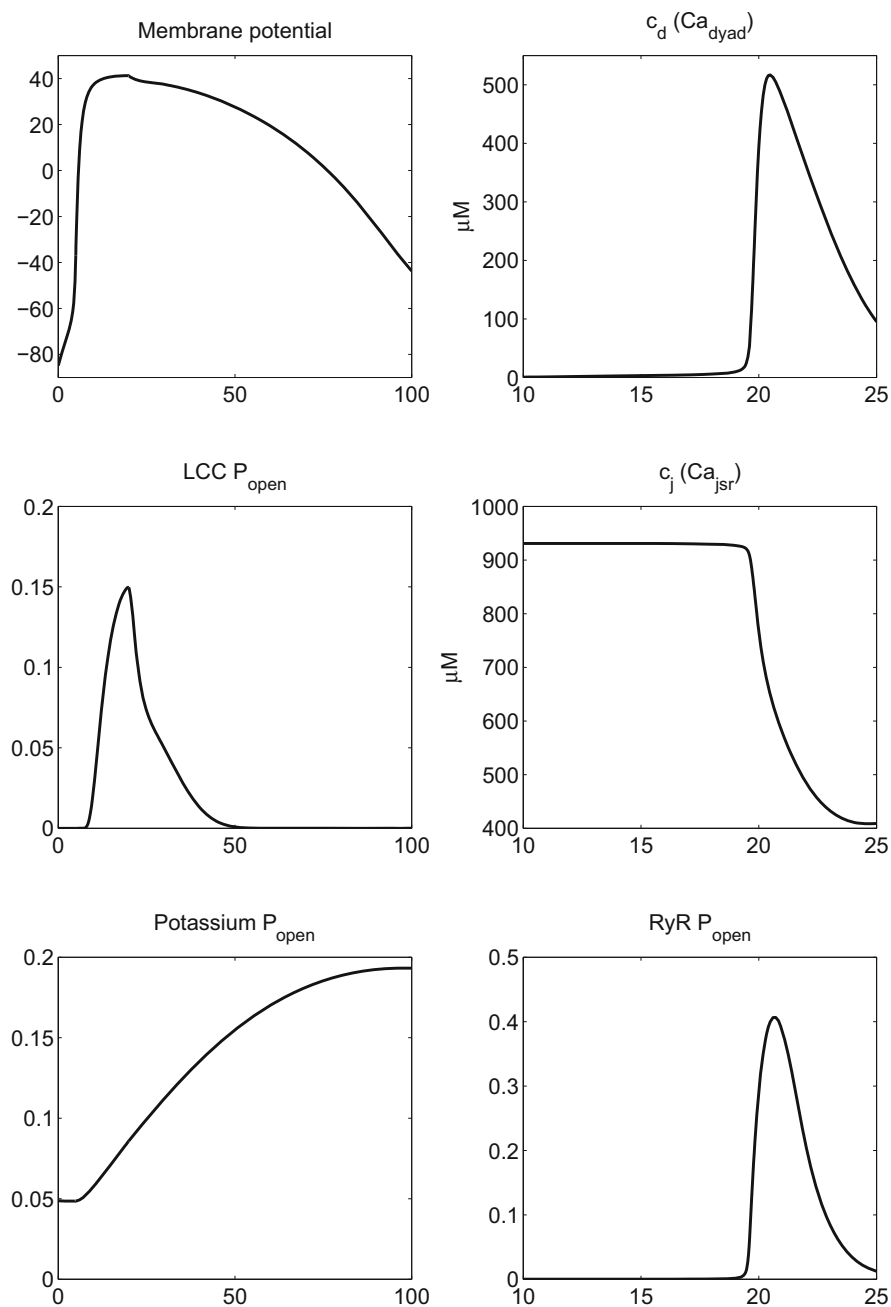 Membrane potential
40
20
0
−20
−40
−60
−80
0 50 100
c_d (Ca_dyad)
μM
500
400
300
200
100
0
10 15 20 25
LCC P_open
0.2
0.15
0.1
0.05
0
0 50 100
c_j (Ca_jsr)
μM
1000
900
800
700
600
500
400
10 15 20 25
Potassium P_open
0.2
0.15
0.1
0.05
0
0 50 100
RyR P_open
0.5
0.4
0.3
0.2
0.1
0
10 15 20 25